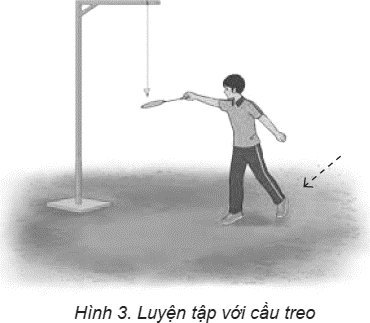 Hình 3. Luyện tập với cầu treo